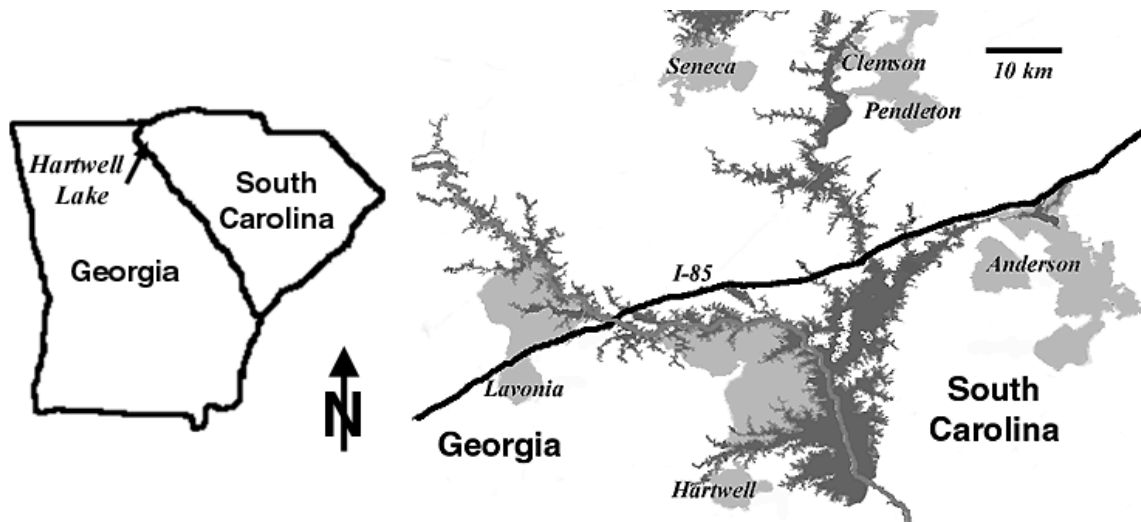 Hartwell
Lake
South
Carolina
Georgia
N
Seneca
Clemson
10 km
Pendleton
I-85
Anderson
Lavonia
Georgia
South
Carolina
Hartwell